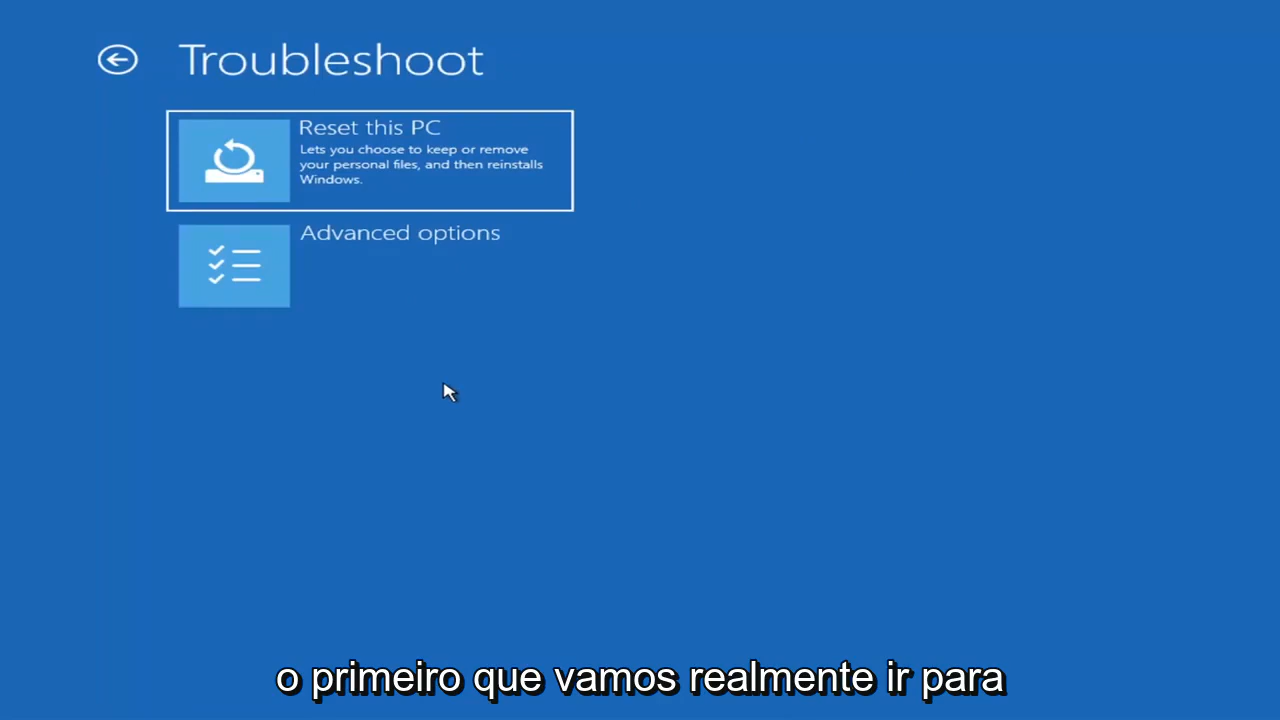 Troubleshoot
Reset this PC
Lets you choose to keep or remove
your personal files, and then reinstalls
Windows.
Advanced options
o primeiro que vamos realmente ir para